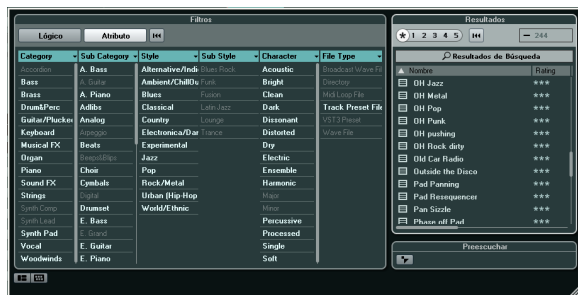 Filtros
Lógico Atributo
Category Sub Category Style Sub Style Character File Type
Accordion A. Bass Alternative/Indi Blues Rock Acoustic Broadcast Wave Fil
Bass A. Guitar Ambient/ChillOu Funk Bright Directory
Brass A. Piano Blues Fusion Clean Midi Loop File
Drum&Perc Adlibs Classical Latin Jazz Dark Track Preset File
Guitar/Plucked Analog Country Lounge Dissonant VST3 Preset
Keyboard Arpeggio Electronica/Dan Trance Distorted Wave File
Musical FX Beats Experimental Dry
Organ Beeps&Blips Jazz Electric
Piano Choir Pop Ensemble
Sound FX Cymbals Rock/Metal Harmonic
Strings Digital Urban (Hip-Hop Major
Synth Comp Drumset World/Ethnic Minor
Synth Lead E. Bass Percussive
Synth Pad E. Grand Processed
Vocal E. Guitar Single
Woodwinds E. Piano Soft
Resultados
1 2 3 4 5 244
Resultados de Búsqueda
Nombre Rating
OH Jazz ***
OH Metal ***
OH Pop ***
OH Punk ***
OH pushing ***
OH Rock dirty ***
Old Car Radio ***
Outside the Disco ***
Pad Panning ***
Pad Resequencer ***
Pan Sizzle ***
Phase off Pad ***
Preescuchar